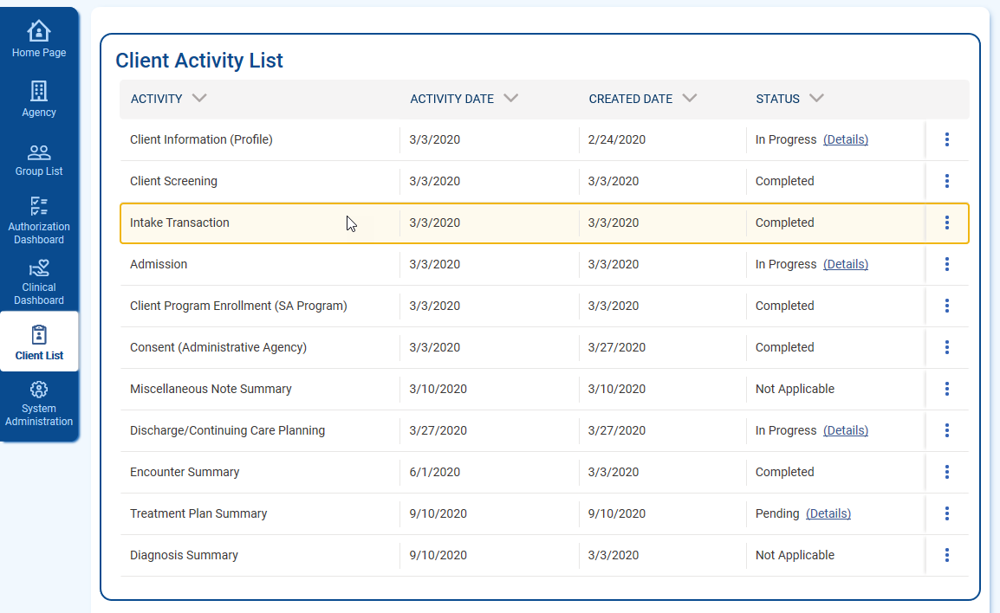 Home Page
Agency
Group List
Authorization
Dashboard
Clinical
Dashboard
Client List
System
Administration
Client Activity List
ACTIVITY ACTIVITY DATE CREATED DATE STATUS
Client Information (Profile) 3/3/2020 2/24/2020 In Progress (Details)
Client Screening 3/3/2020 3/3/2020 Completed
Intake Transaction 3/3/2020 3/3/2020 Completed
Admission 3/3/2020 3/3/2020 In Progress (Details)
Client Program Enrollment (SA Program) 3/3/2020 3/3/2020 Completed
Consent (Administrative Agency) 3/3/2020 3/27/2020 Completed
Miscellaneous Note Summary 3/10/2020 3/10/2020 Not Applicable
Discharge/Continuing Care Planning 3/27/2020 3/27/2020 In Progress (Details)
Encounter Summary 6/1/2020 3/3/2020 Completed
Treatment Plan Summary 9/10/2020 9/10/2020 Pending (Details)
Diagnosis Summary 9/10/2020 3/3/2020 Not Applicable